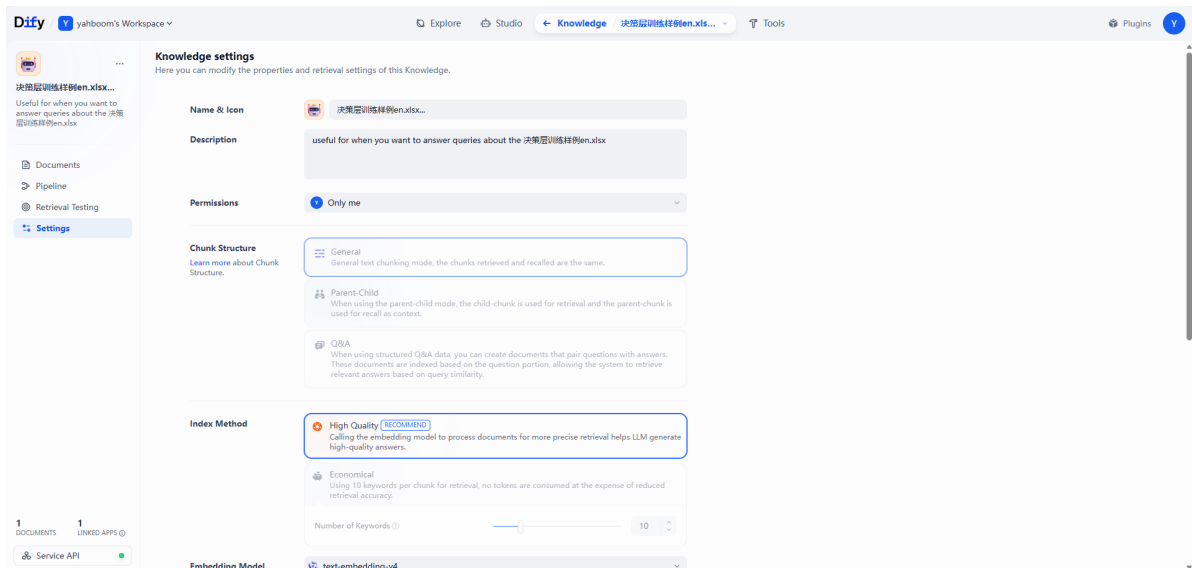 Dify
Y yahboom's Workspace
Explore
Studio
Knowledge
决策层训练样例en.xls...
Tools
Plugins
Y
决策层训练样例en.xlsx...
Useful for when you want to
answer queries about the 决策
层训练样例en.xlsx
Documents
Pipeline
Retrieval Testing
Settings
1
DOCUMENTS
1
LINKED APPS
Service API
Knowledge settings
Here you can modify the properties and retrieval settings of this Knowledge.
Name & Icon
决策层训练样例en.xlsx...
Description
useful for when you want to answer queries about the 决策层训练样例en.xlsx
Permissions
Y Only me
Chunk Structure
Learn more about Chunk
Structure.
General
General text chunking mode, the chunks retrieved and recalled are the same.
Parent-Child
When using the parent-child mode, the child-chunk is used for retrieval and the parent-chunk is
used for recall as context.
Q&A
When using structured Q&A data, you can create documents that pair questions with answers.
These documents are indexed based on the question portion, allowing the system to retrieve
relevant answers based on query similarity.
Index Method
High Quality RECOMMEND
Calling the embedding model to process documents for more precise retrieval helps LLM generate
high-quality answers.
Economical
Using 10 keywords per chunk for retrieval, no tokens are consumed at the expense of reduced
retrieval accuracy.
Number of Keywords
10
Embedding Model
text-embedding-v4